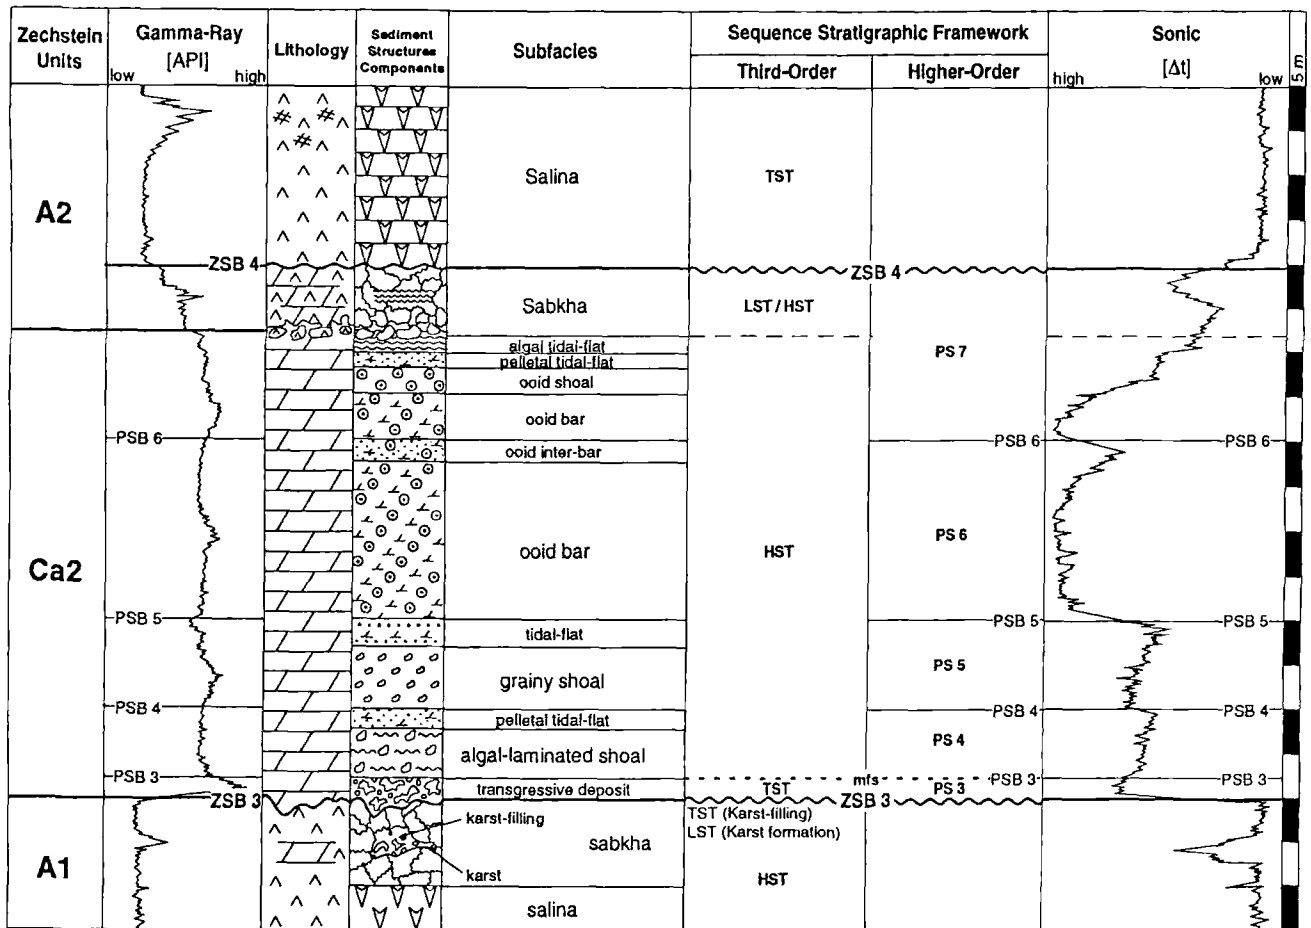 Zechstein
Units
Gamma-Ray
[API]
low
high
Lithology
Sediment
Structures
Components
Subfacies
Sequence Stratigraphic Framework
Third-Order
Higher-Order
Sonic
[Δt]
high
low
5 m
A2
Salina
TST
ZSB 4
ZSB 4
Sabkha
LST / HST
algal tidal-flat
pelletal tidal-flat
PS 7
ooid shoal
ooid bar
PSB 6
PSB 6
PSB 6
ooid inter-bar
Ca2
ooid bar
HST
PS 6
PSB 5
PSB 5
PSB 5
tidal-flat
grainy shoal
PS 5
PSB 4
PSB 4
PSB 4
pelletal tidal-flat
algal-laminated shoal
PS 4
PSB 3
mfs
PSB 3
PSB 3
transgressive deposit
TST
PS 3
ZSB 3
ZSB 3
A1
karst-filling
sabkha
karst
TST (Karst-filling)
LST (Karst formation)
HST
salina